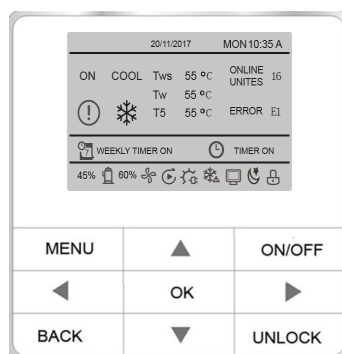 20/11/2017 MON 10:35 A
ON COOL Tws 55 °C ONLINE UNITES 16
Tw 55 °C
T5 55 °C ERROR E1
7 WEEKLY TIMER ON TIMER ON
45% 60%
MENU ON/OFF
OK
BACK UNLOCK